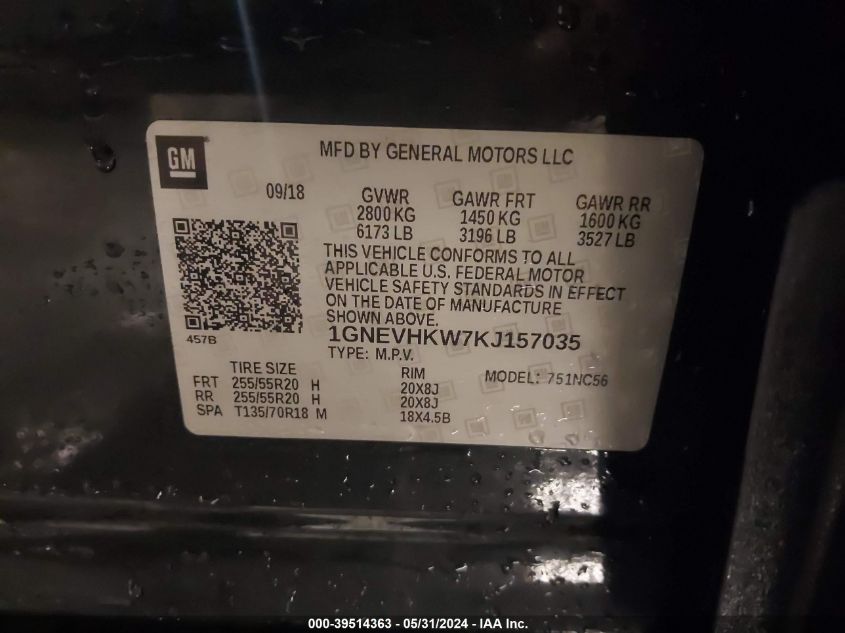 GM
MFD BY GENERAL MOTORS LLC
09/18
GVWR GAWR FRT GAWR RR
2800 KG 1450 KG 1600 KG
6173 LB 3196 LB 3527 LB
THIS VEHICLE CONFORMS TO ALL
APPLICABLE U.S. FEDERAL MOTOR
VEHICLE SAFETY STANDARDS IN EFFECT
ON THE DATE OF MANUFACTURE
SHOWN ABOVE.
457B
1GNEVHKW7KJ157035
TYPE: M.P.V.
TIRE SIZE RIM MODEL: 751NC56
FRT 255/55R20 H 20X8J
RR 255/55R20 H 20X8J
SPA T135/70R18 M 18X4.5B
000-39514363 - 05/31/2024 - IAA Inc.